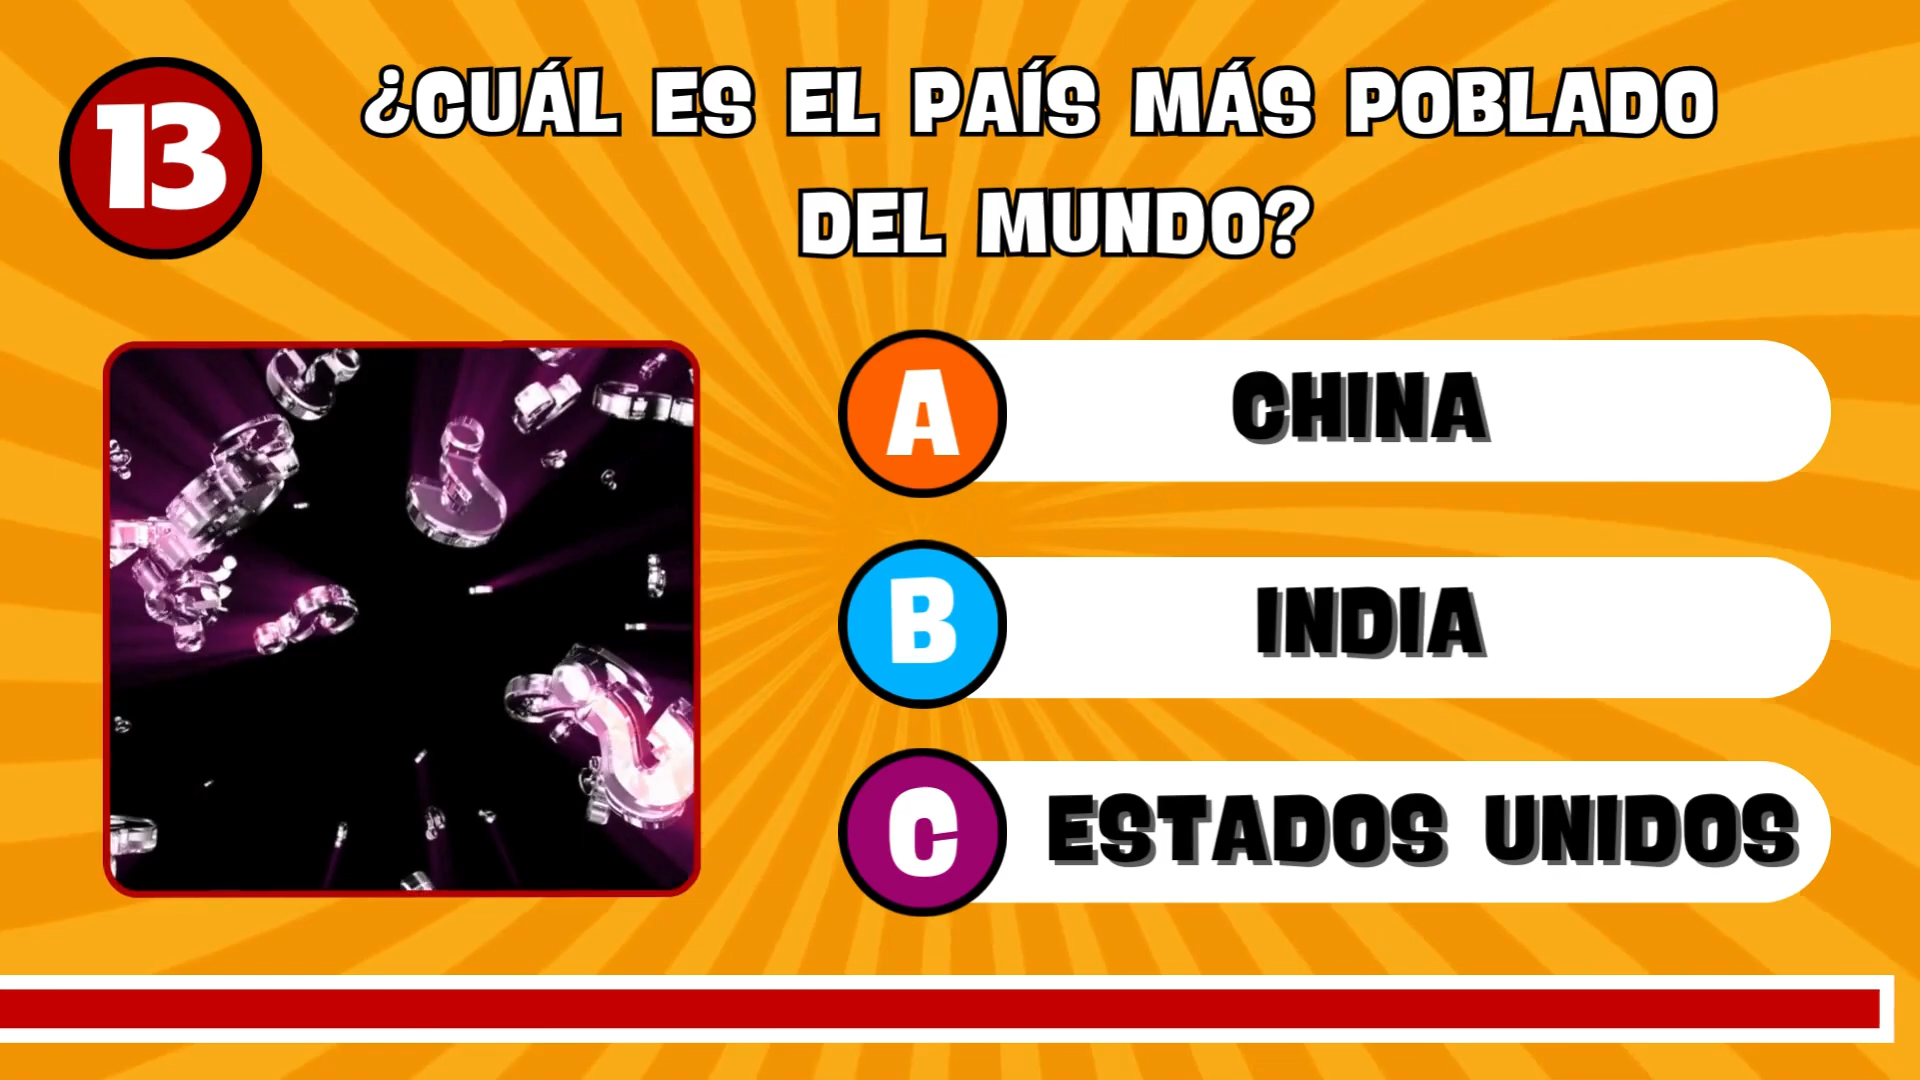 13
¿CUÁL ES EL PAÍS MÁS POBLADO
DEL MUNDO?
A CHINA
B INDIA
C ESTADOS UNIDOS